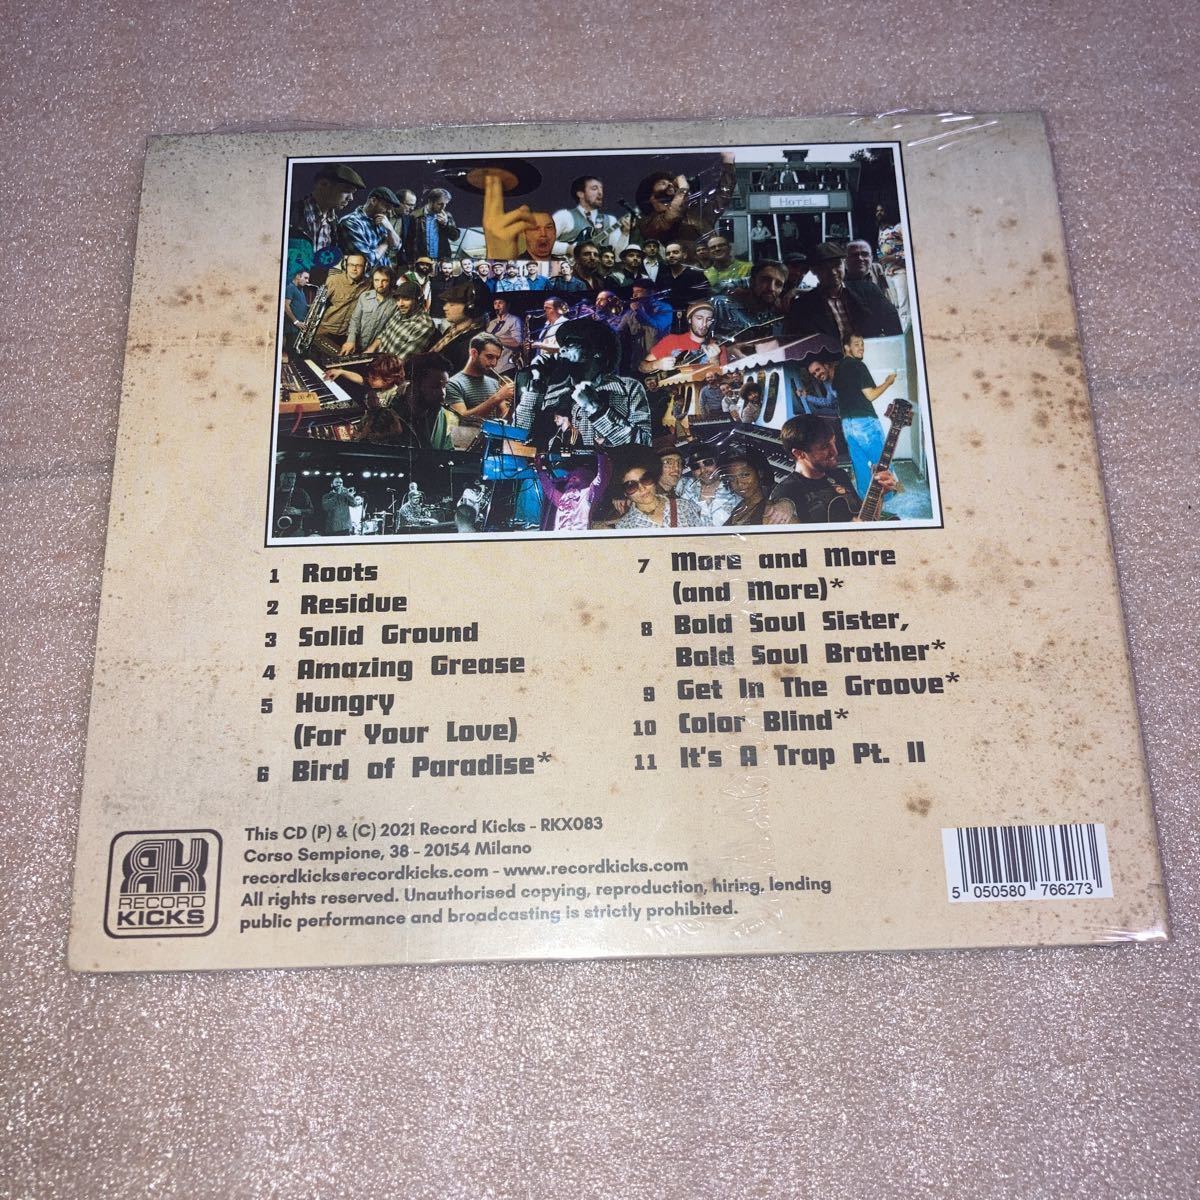 HOTEL
1 Roots
2 Residue
3 Solid Ground
4 Amazing Grease
5 Hungry
(For Your Love)
6 Bird of Paradise*
7 More and More
(and More)*
8 Bold Soul Sister,
Bold Soul Brother*
9 Get In The Groove*
10 Color Blind*
11 It's A Trap Pt. II
RECORD
KICKS
This CD (P) & (C) 2021 Record Kicks - RKX083
Corso Sempione, 38 - 20154 Milano
recordkicks@recordkicks.com - www.recordkicks.com
All rights reserved. Unauthorised copying, reproduction, hiring, lending
public performance and broadcasting is strictly prohibited.
5 050580 766273